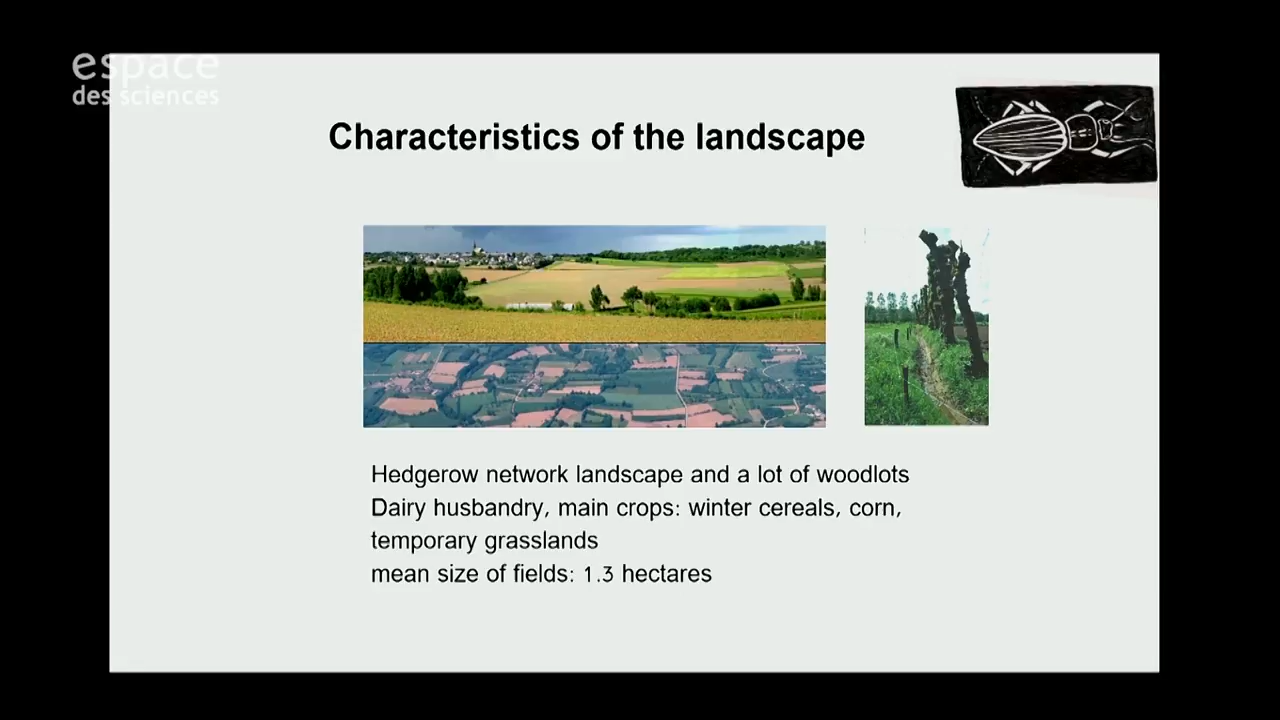 espace
des sciences
Characteristics of the landscape
Hedgerow network landscape and a lot of woodlots
Dairy husbandry, main crops: winter cereals, corn,
temporary grasslands
mean size of fields: 1.3 hectares